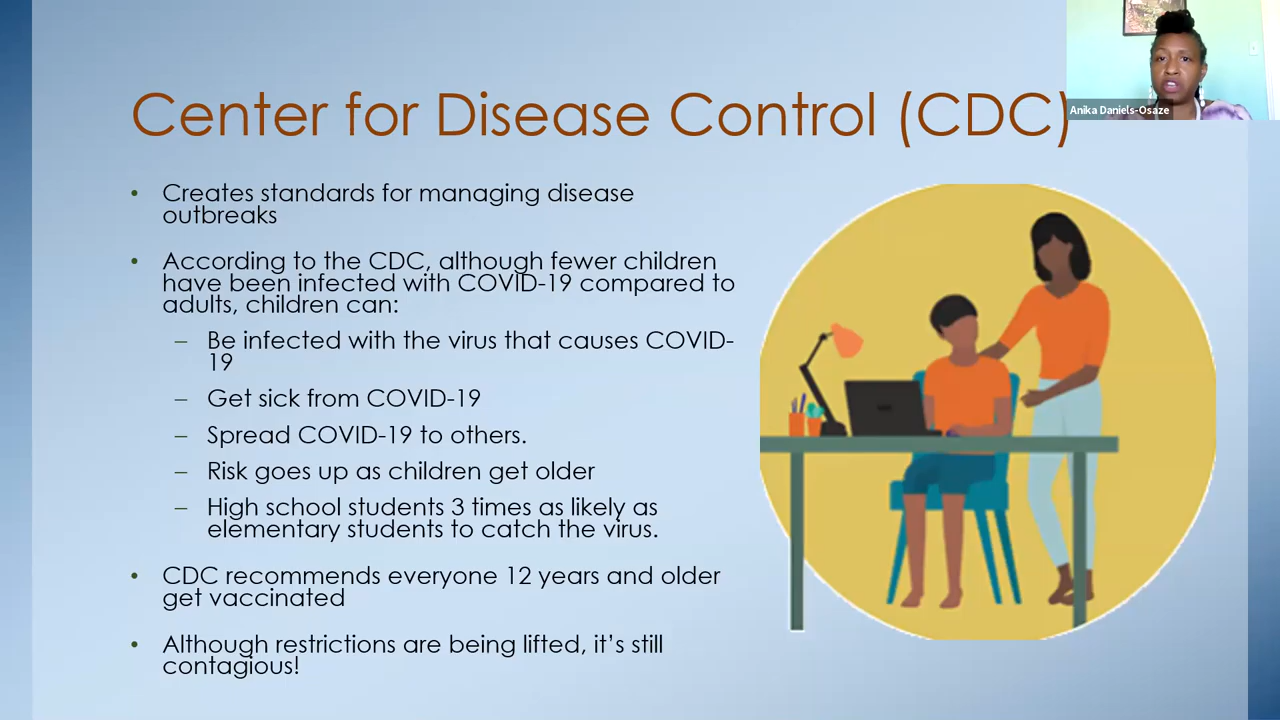 Anika Daniels-Osaze
Center for Disease Control (CDC)
• Creates standards for managing disease
outbreaks
• According to the CDC, although fewer children
have been infected with COVID-19 compared to
adults, children can:
– Be infected with the virus that causes COVID-
19
– Get sick from COVID-19
– Spread COVID-19 to others.
– Risk goes up as children get older
– High school students 3 times as likely as
elementary students to catch the virus.
• CDC recommends everyone 12 years and older
get vaccinated
• Although restrictions are being lifted, it's still
contagious!